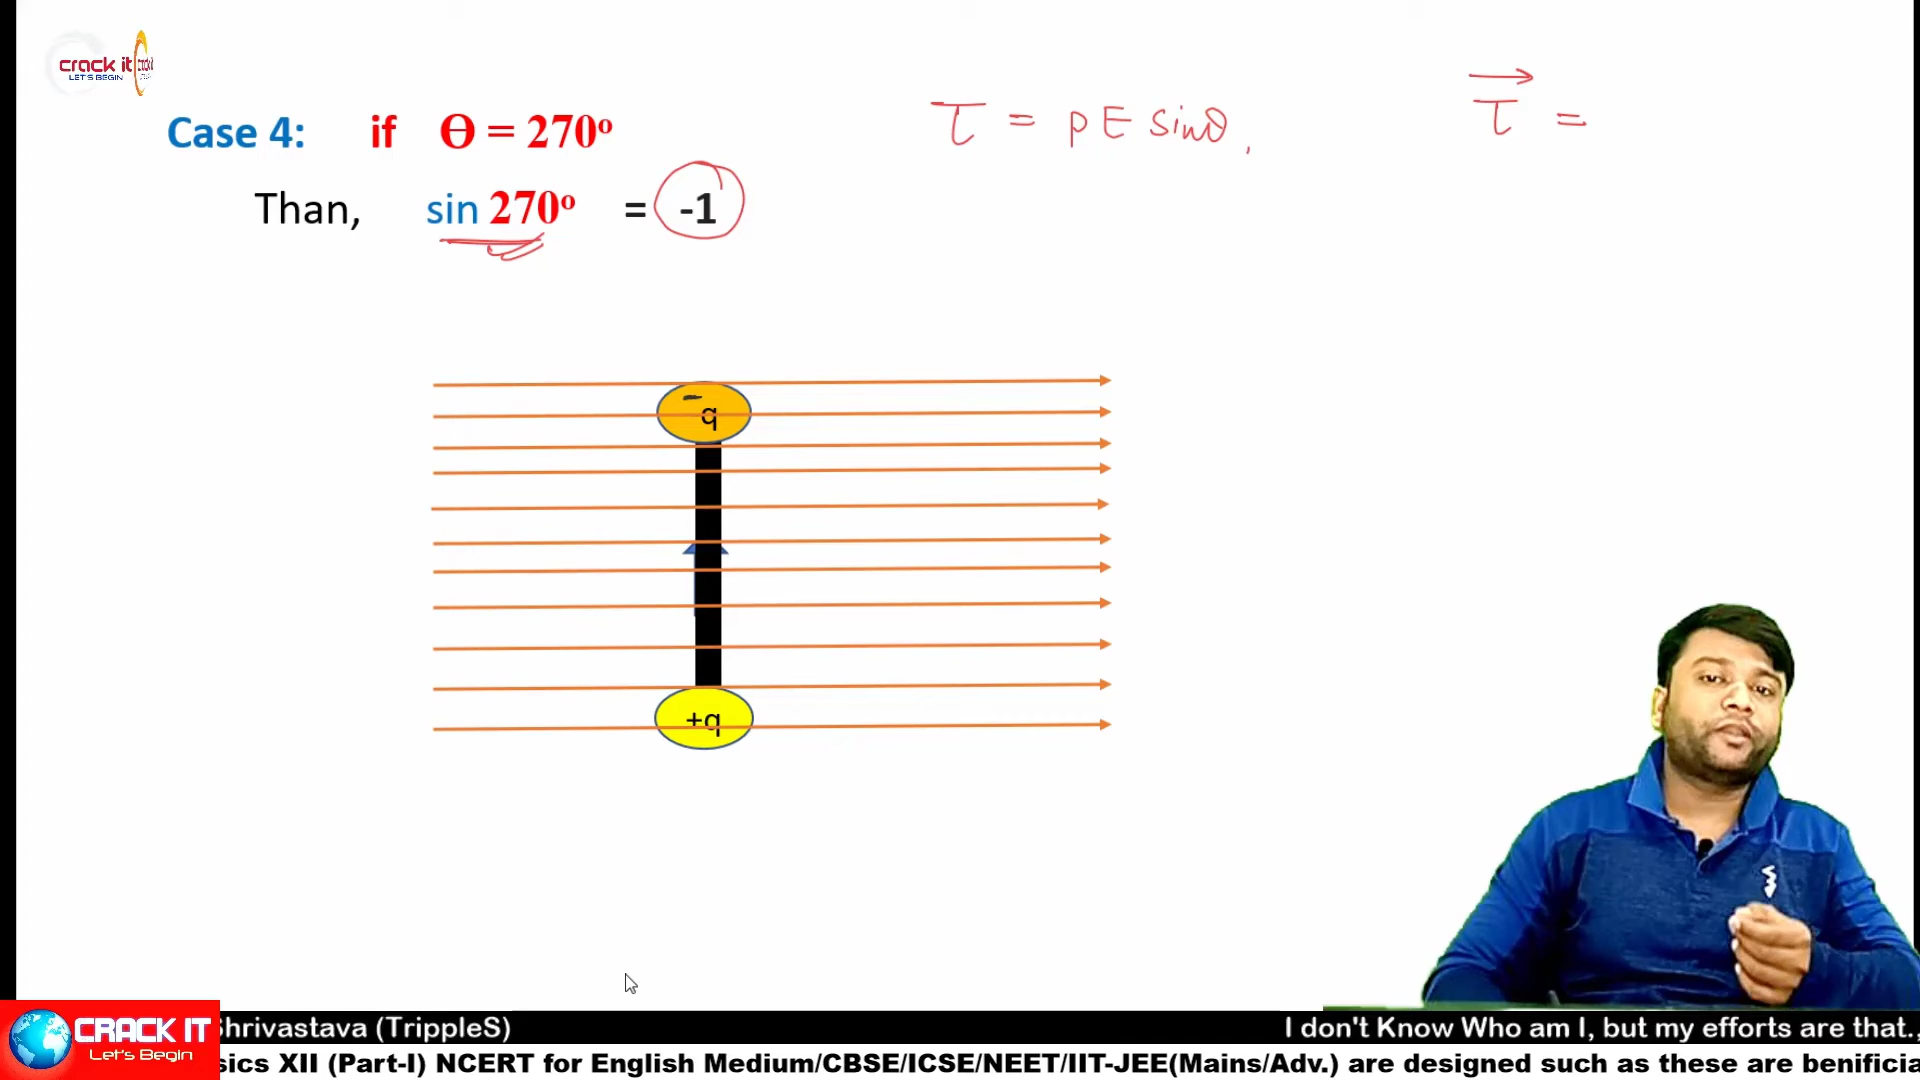 crack it
LET'S BEGIN
Case 4: if Ɵ = 270º
τ = pE sinθ,
τ⃗ =
Than, sin 270º = -1
-q
+q
CRACK IT
Let's Begin
Shrivastava (TrippleS)
I don't Know Who am I, but my efforts are that..
sics XII (Part-I) NCERT for English Medium/CBSE/ICSE/NEET/IIT-JEE(Mains/Adv.) are designed such as these are benificia